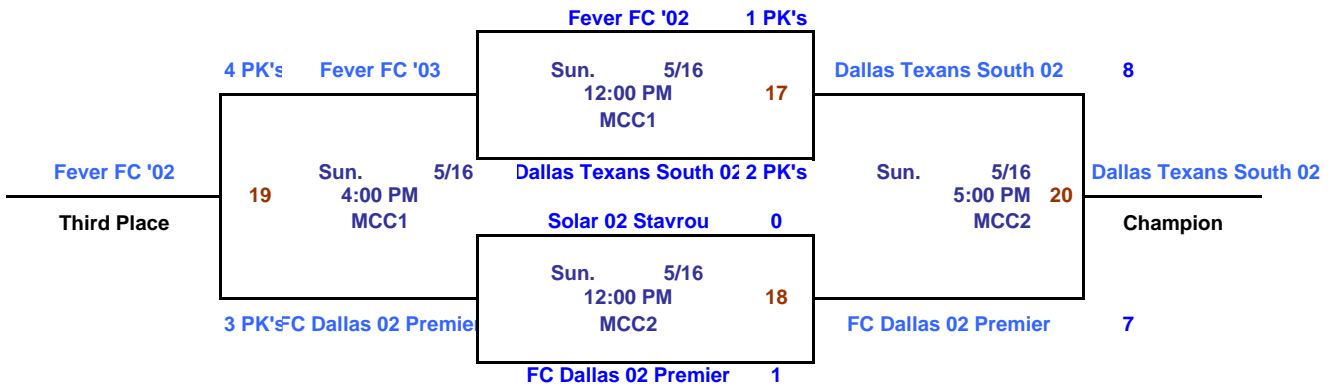 Fever FC '02 1 PK's
4 PK's Fever FC '03 Sun. 5/16 Dallas Texans South 02 8
12:00 PM 17
MCC1
Fever FC '02 Sun. 5/16 Dallas Texans South 02 2 PK's Sun. 5/16 Dallas Texans South 02
19 4:00 PM 5:00 PM 20
Third Place MCC1 Solar 02 Stavrou 0 MCC2 Champion
Sun. 5/16
12:00 PM 18
3 PK's FC Dallas 02 Premier MCC2 FC Dallas 02 Premier 7
FC Dallas 02 Premier 1